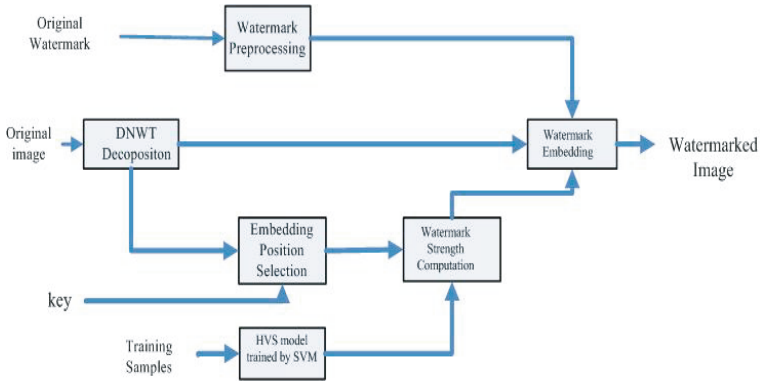 Original
Watermark
Watermark
Preprocessing
Original
image
DNWT
Decopositon
Watermark
Embedding
Watermarked
Image
Embedding
Position
Selection
Watermark
Strength
Computation
key
Training
Samples
HVS model
trained by SVM